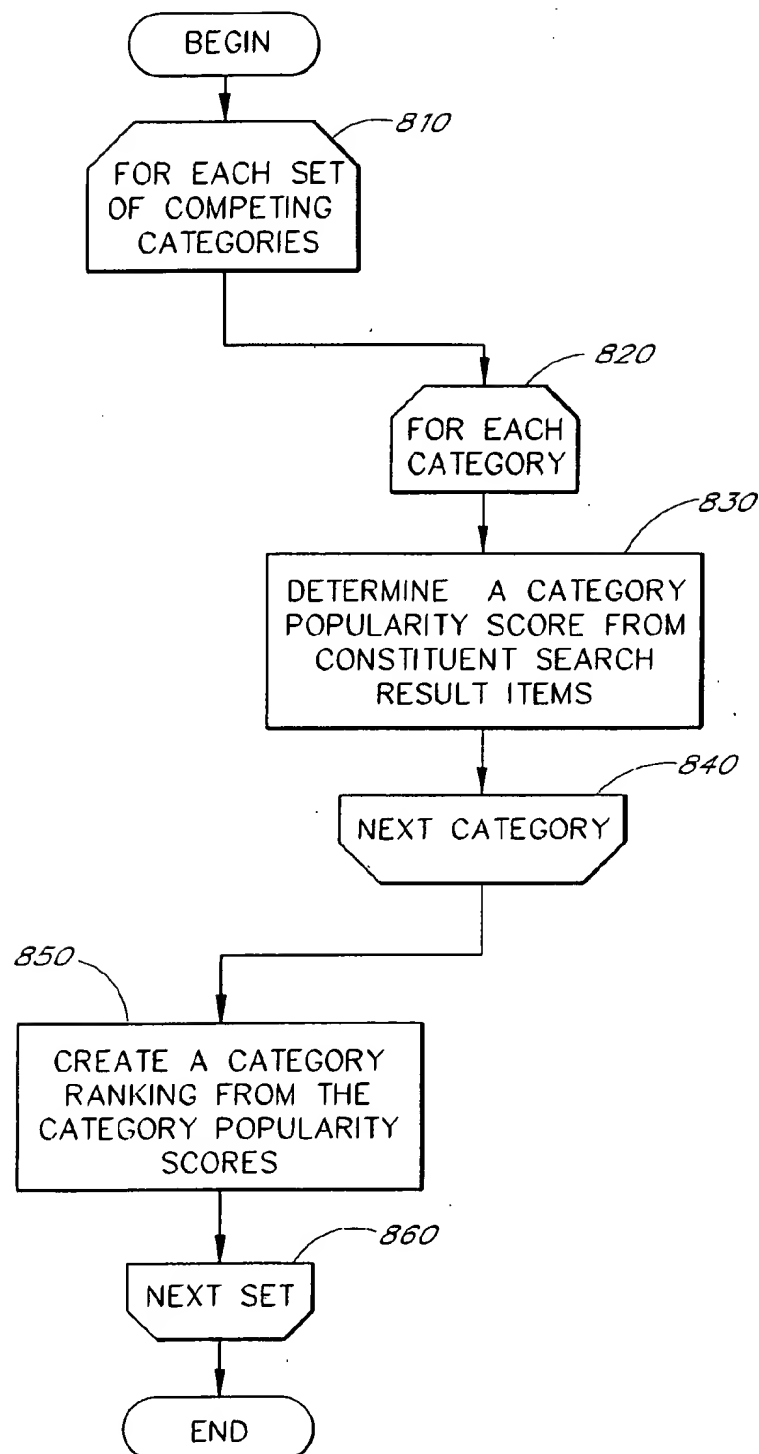 BEGIN
810
FOR EACH SET
OF COMPETING
CATEGORIES
820
FOR EACH
CATEGORY
830
DETERMINE A CATEGORY
POPULARITY SCORE FROM
CONSTITUENT SEARCH
RESULT ITEMS
840
NEXT CATEGORY
850
CREATE A CATEGORY
RANKING FROM THE
CATEGORY POPULARITY
SCORES
860
NEXT SET
END